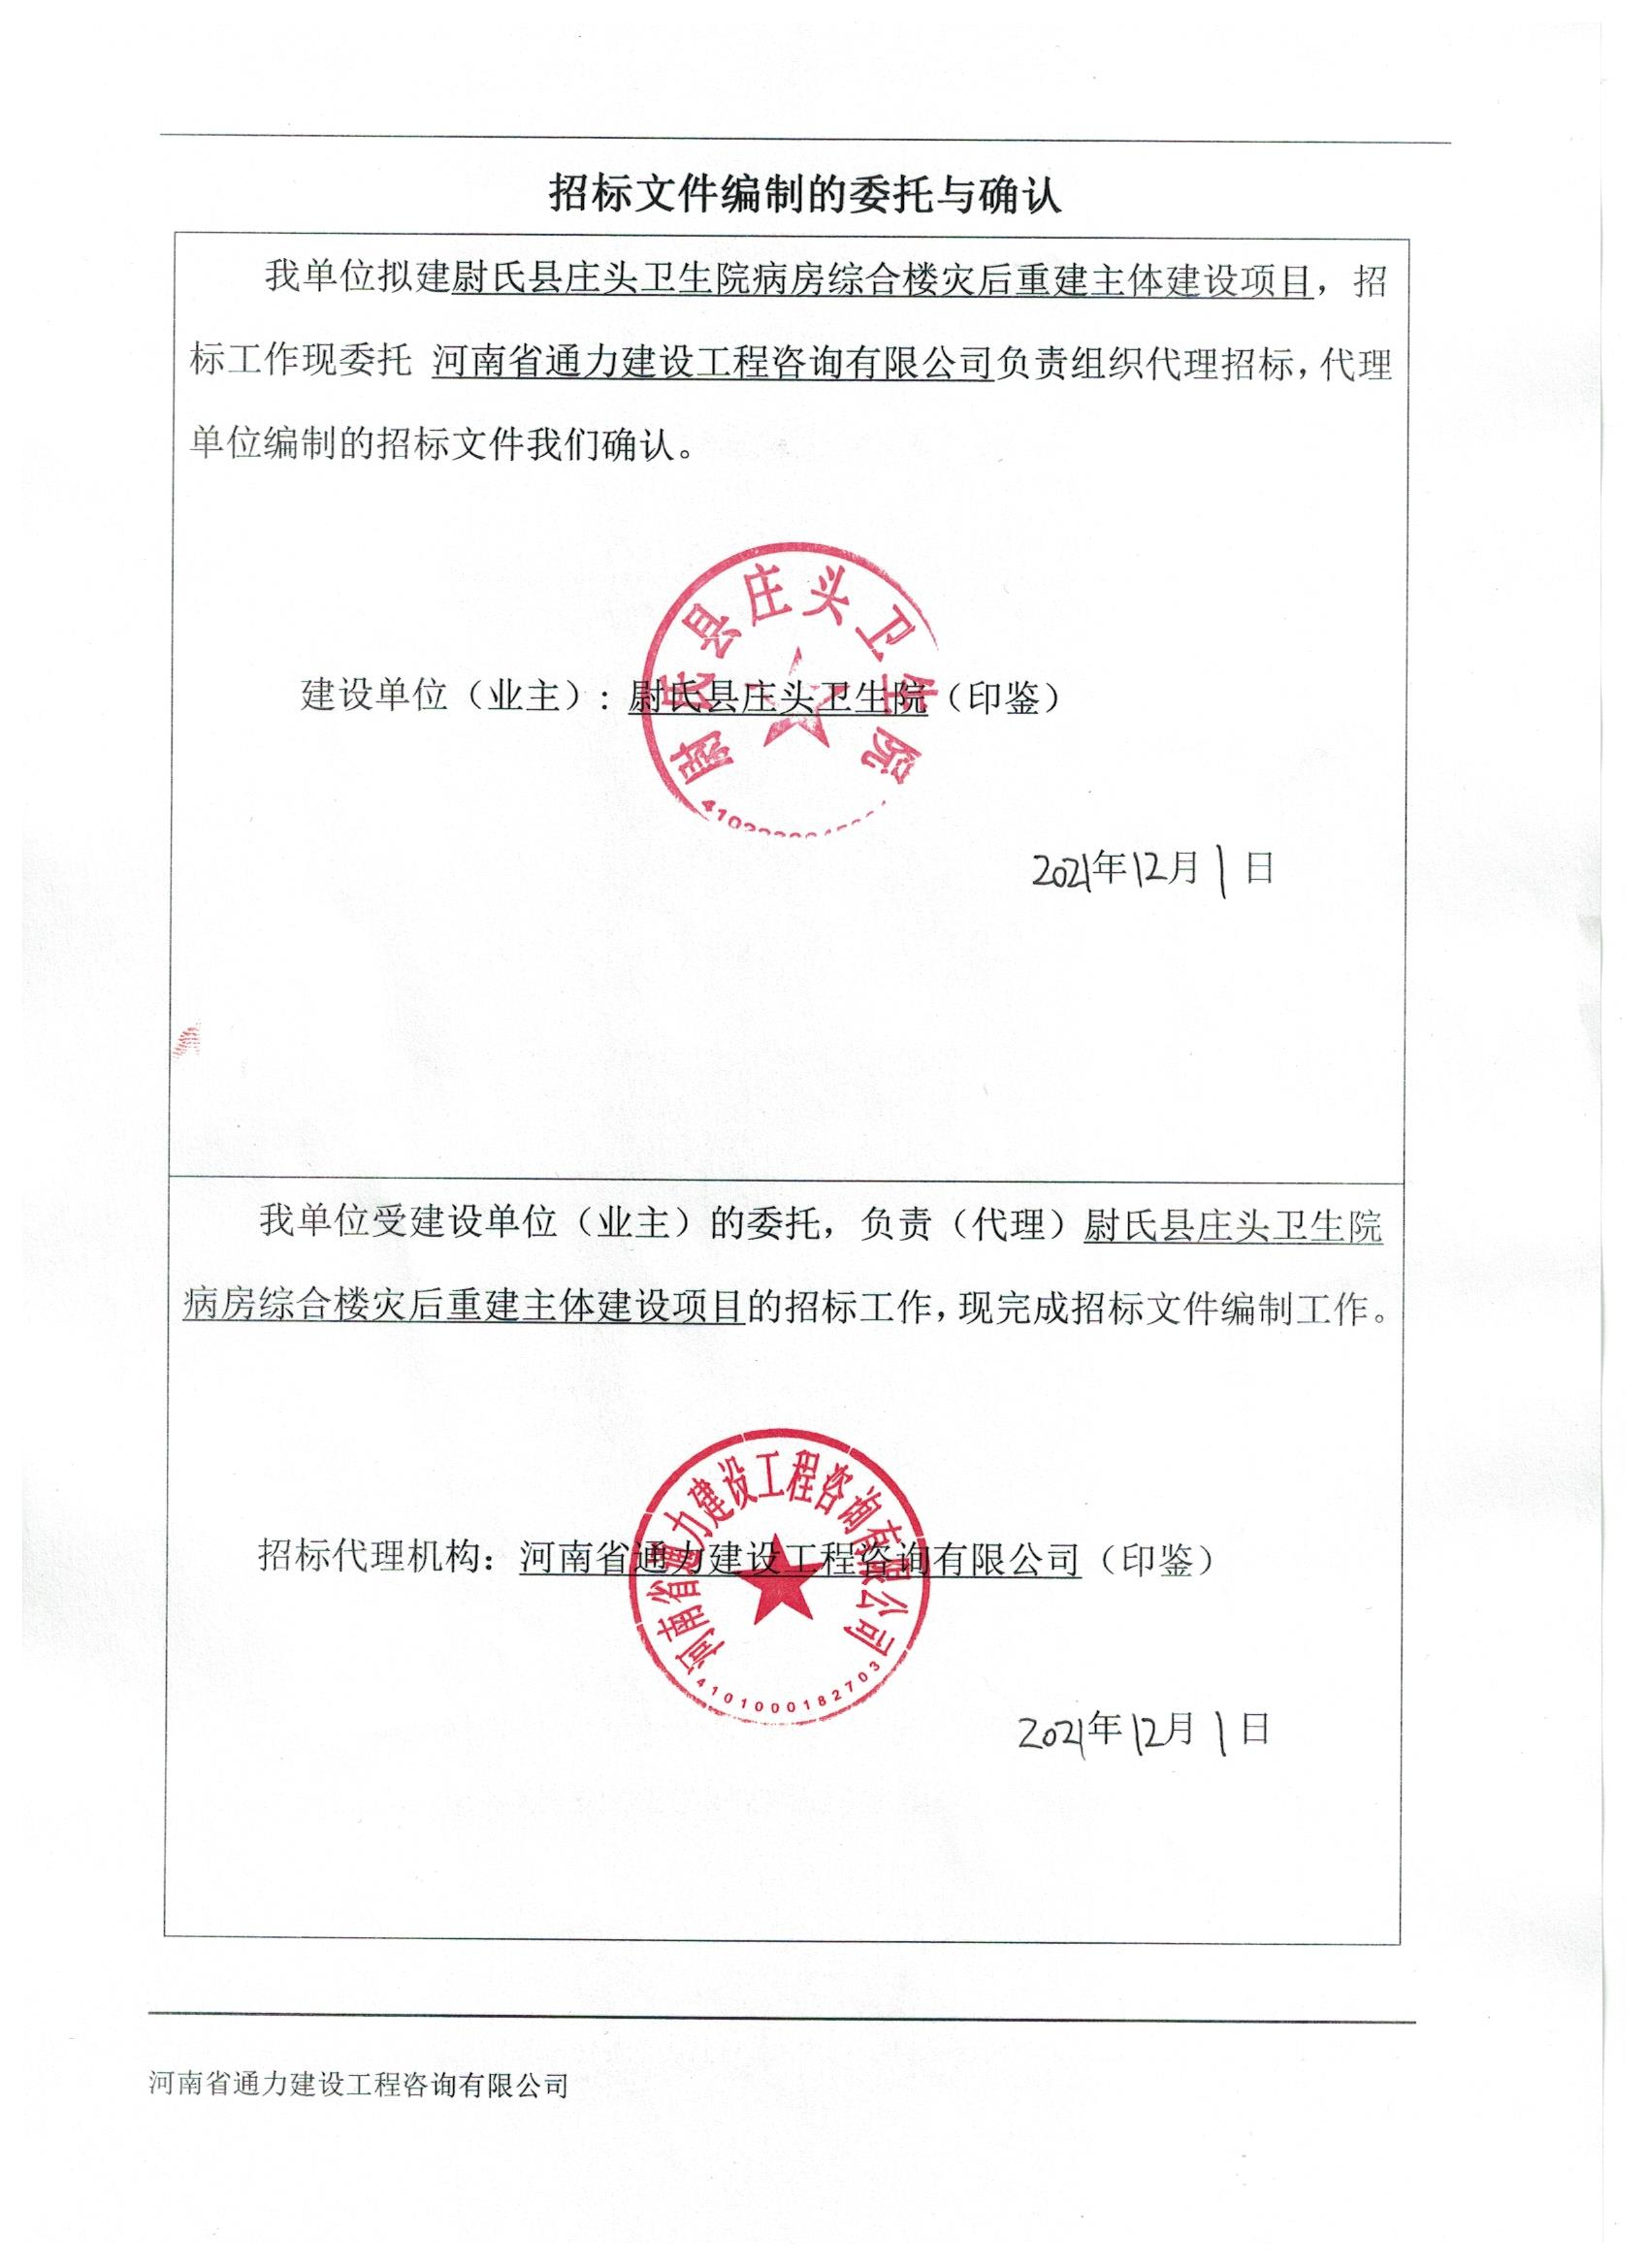 招标文件编制的委托与确认
我单位拟建尉氏县庄头卫生院病房综合楼灾后重建主体建设项目，招
标工作现委托 河南省通力建设工程咨询有限公司负责组织代理招标，代理
单位编制的招标文件我们确认。
尉氏县庄头卫生院
建设单位（业主）: 尉氏县庄头卫生院（印鉴）
2021年12月1日
我单位受建设单位（业主）的委托，负责（代理）尉氏县庄头卫生院
病房综合楼灾后重建主体建设项目的招标工作，现完成招标文件编制工作。
河南省通力建设工程咨询有限公司
招标代理机构：河南省通力建设工程咨询有限公司（印鉴）
4101000182703
2021年12月1日
河南省通力建设工程咨询有限公司